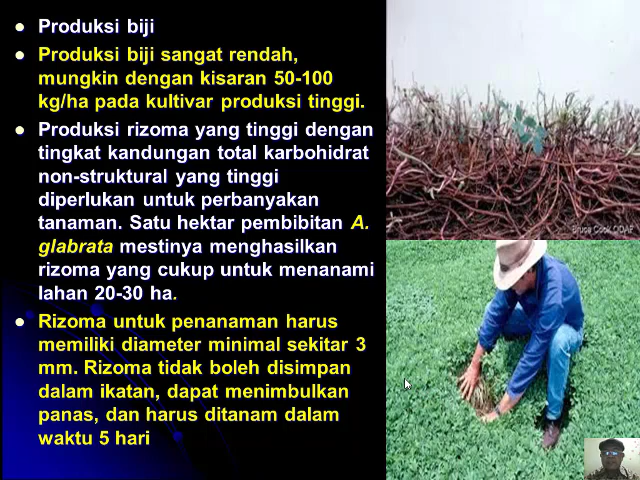 Produksi biji
Produksi biji sangat rendah,
mungkin dengan kisaran 50-100
kg/ha pada kultivar produksi tinggi.
Produksi rizoma yang tinggi dengan
tingkat kandungan total karbohidrat
non-struktural yang tinggi
diperlukan untuk perbanyakan
tanaman. Satu hektar pembibitan A.
glabrata mestinya menghasilkan
rizoma yang cukup untuk menanami
lahan 20-30 ha.
Rizoma untuk penanaman harus
memiliki diameter minimal sekitar 3
mm. Rizoma tidak boleh disimpan
dalam ikatan, dapat menimbulkan
panas, dan harus ditanam dalam
waktu 5 hari
Bruce Cook QDAF